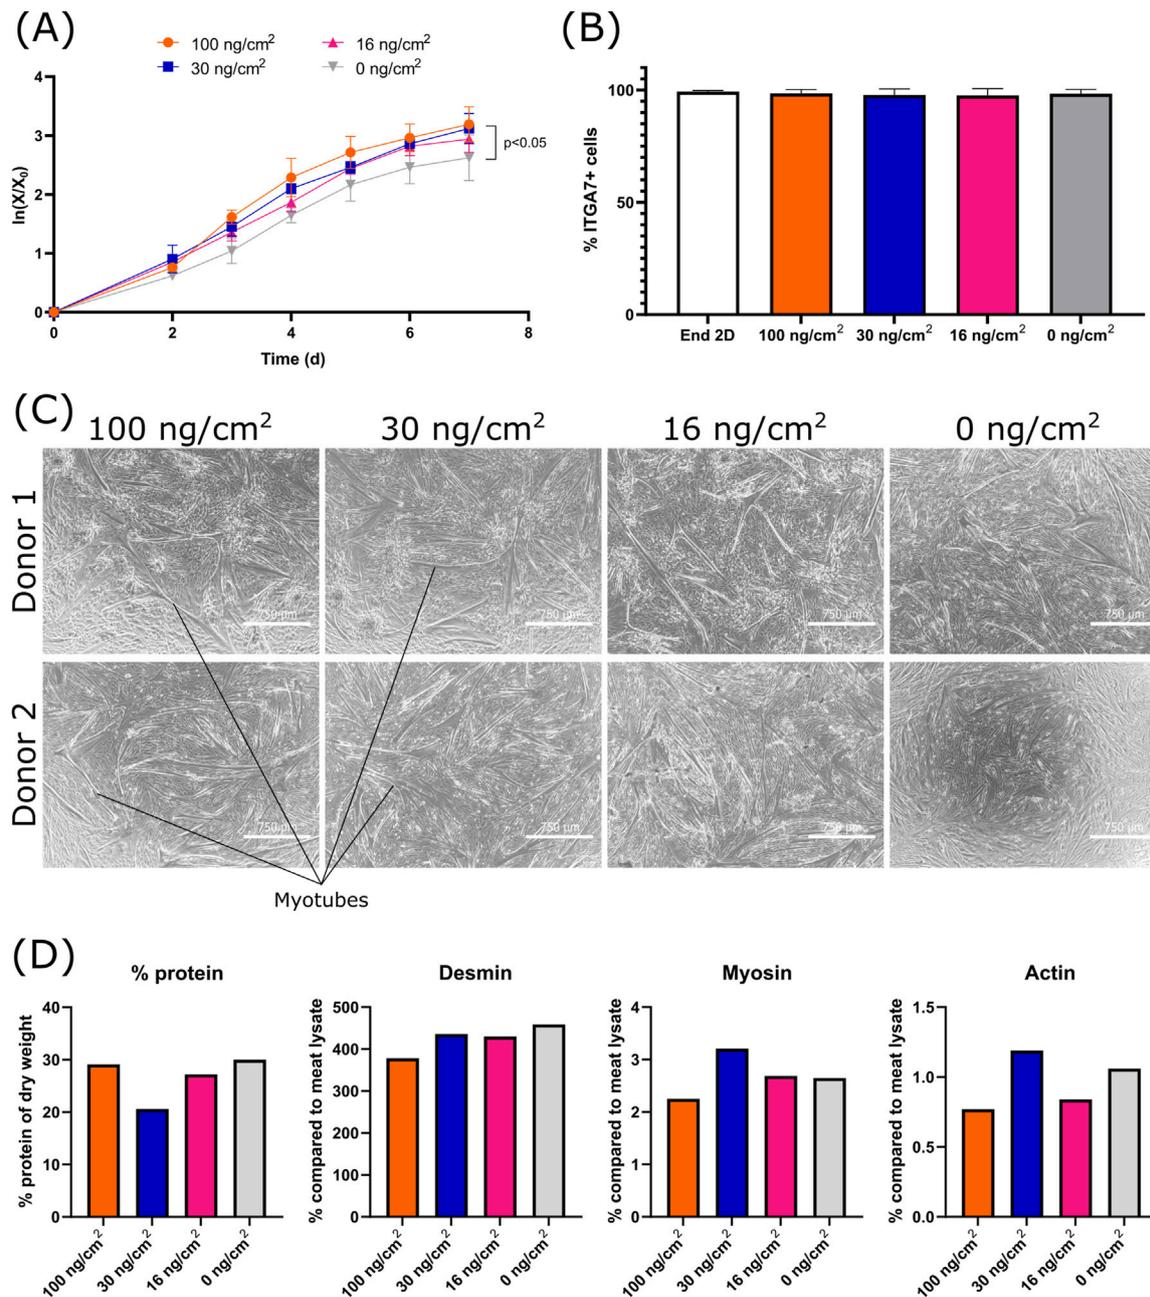 (A)
100 ng/cm²
16 ng/cm²
30 ng/cm²
0 ng/cm²
ln(X/X₀)
4
3
2
1
0
0
2
4
6
8
Time (d)
p<0.05
(B)
% ITGA7+ cells
100
50
0
End 2D
100 ng/cm²
30 ng/cm²
16 ng/cm²
0 ng/cm²
(C)
100 ng/cm²
30 ng/cm²
16 ng/cm²
0 ng/cm²
Donor 1
750 µm
750 µm
750 µm
750 µm
Donor 2
750 µm
750 µm
750 µm
750 µm
Myotubes
(D)
% protein
% protein of dry weight
40
30
20
10
0
100 ng/cm²
30 ng/cm²
16 ng/cm²
0 ng/cm²
Desmin
% compared to meat lysate
500
400
300
200
100
0
100 ng/cm²
30 ng/cm²
16 ng/cm²
0 ng/cm²
Myosin
% compared to meat lysate
4
3
2
1
0
100 ng/cm²
30 ng/cm²
16 ng/cm²
0 ng/cm²
Actin
% compared to meat lysate
1.5
1.0
0.5
0.0
100 ng/cm²
30 ng/cm²
16 ng/cm²
0 ng/cm²